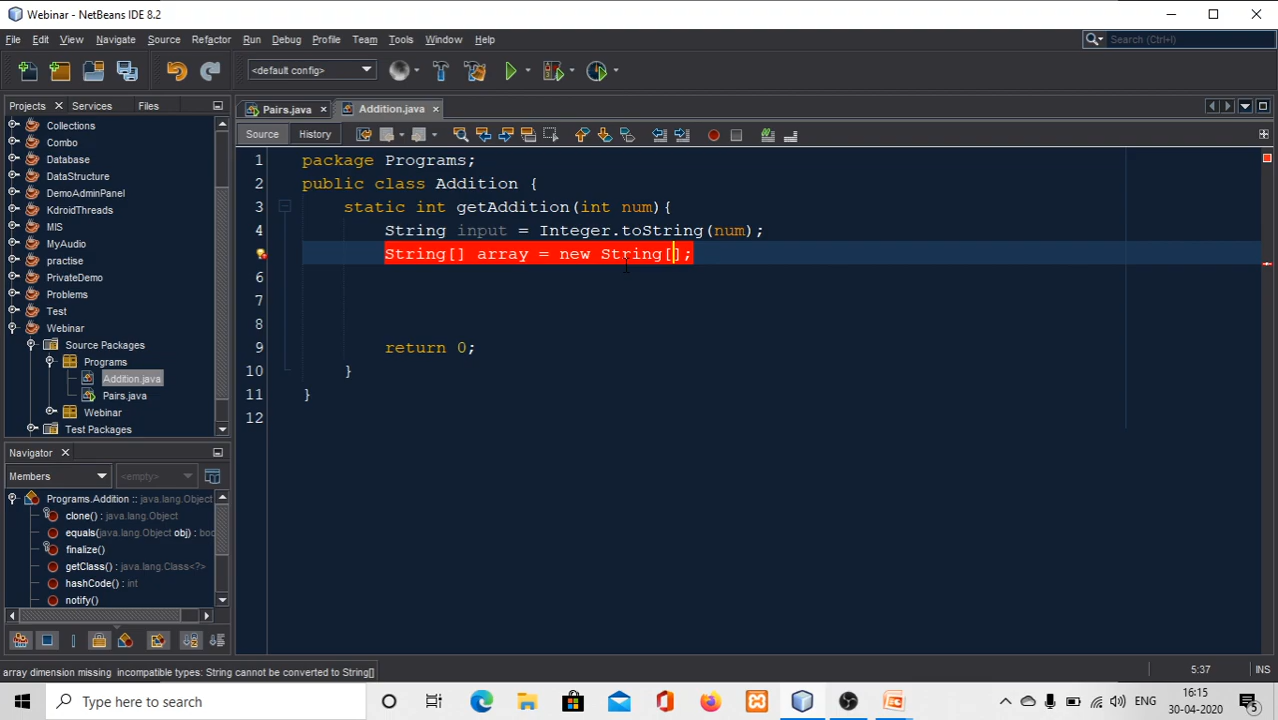 Webinar - NetBeans IDE 8.2
File Edit View Navigate Source Refactor Run Debug Profile Team Tools Window Help
Search (Ctrl+I)
<default config>
Projects Services Files
Pairs.java Addition.java
Source History
Collections
Combo
Database
DataStructure
DemoAdminPanel
KdroidThreads
MIS
MyAudio
practise
PrivateDemo
Problems
Test
Webinar
Source Packages
Programs
Addition.java
Pairs.java
Webinar
Test Packages
1 package Programs;
2 public class Addition {
3 static int getAddition(int num){
4 String input = Integer.toString(num);
String[] array = new String[];
6
7
8
9 return 0;
10 }
11 }
12
Navigator
Members
<empty>
Programs.Addition :: java.lang.Object
clone() : java.lang.Object
equals(Object obj) : boo
finalize()
getClass() : java.lang.Class<?>
hashCode() : int
notify()
array dimension missing incompatible types: String cannot be converted to String[]
5:37 INS
Type here to search
ENG
16:15
30-04-2020
5